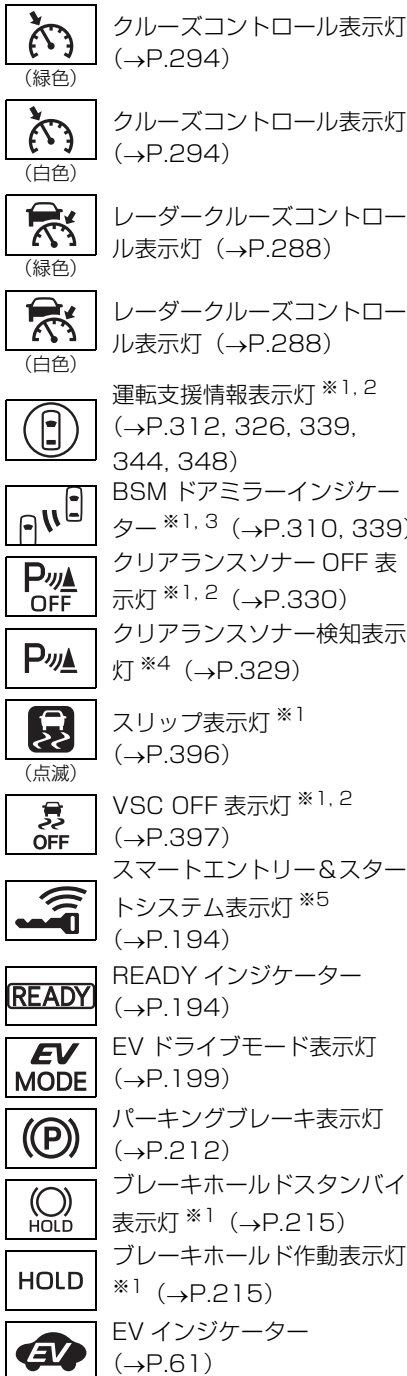 クルーズコントロール表示灯
（→P.294）
（緑色）
クルーズコントロール表示灯
（→P.294）
（白色）
レーダークルーズコントロー
ル表示灯（→P.288）
（緑色）
レーダークルーズコントロー
ル表示灯（→P.288）
（白色）
運転支援情報表示灯 ※1, 2
（→P.312, 326, 339,
344, 348）
BSM ドアミラーインジケー
ター ※1, 3（→P.310, 339）
P OFF
クリアランスソナー OFF 表
示灯 ※1, 2（→P.330）
P
クリアランスソナー検知表示
灯 ※4（→P.329）
スリップ表示灯 ※1
（→P.396）
（点滅）
OFF
VSC OFF 表示灯 ※1, 2
（→P.397）
スマートエントリー＆スター
トシステム表示灯 ※5
（→P.194）
READY
READY インジケーター
（→P.194）
EV
MODE
EV ドライブモード表示灯
（→P.199）
(P)
パーキングブレーキ表示灯
（→P.212）
HOLD
ブレーキホールドスタンバイ
表示灯 ※1（→P.215）
HOLD
ブレーキホールド作動表示灯
※1（→P.215）
EV
EV インジケーター
（→P.61）